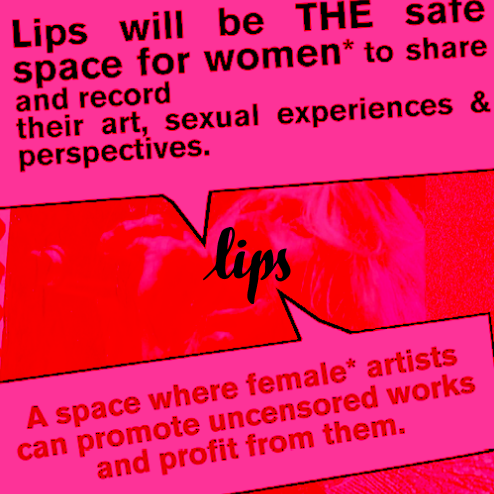 Lips will be THE safe
space for women* to share
and record
their art, sexual experiences &
perspectives.
lips
A space where female* artists
can promote uncensored works
and profit from them.